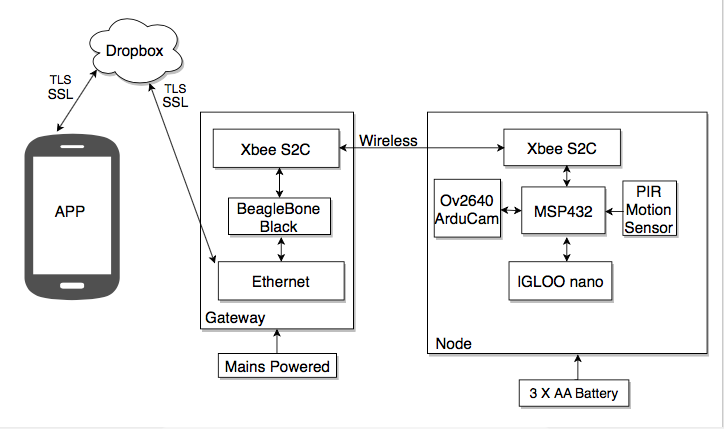 Dropbox
TLS
SSL
TLS
SSL
APP
Xbee S2C
BeagleBone
Black
Ethernet
Gateway
Mains Powered
Wireless
Xbee S2C
Ov2640
ArduCam
MSP432
PIR
Motion
Sensor
IGLOO nano
Node
3 X AA Battery